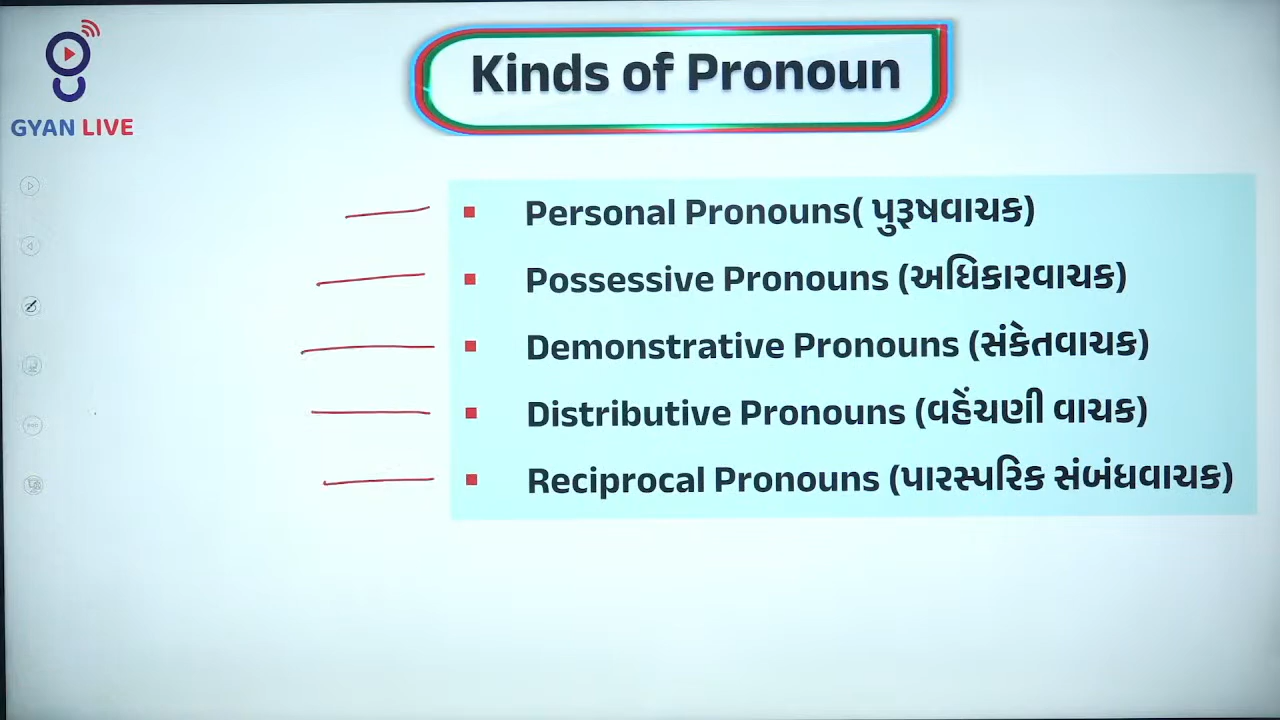 Kinds of Pronoun
GYAN LIVE
Personal Pronouns( પુરૂષવાચક)
Possessive Pronouns (અધિકારવાચક)
Demonstrative Pronouns (સંકેતવાચક)
Distributive Pronouns (વહેંચણી વાચક)
Reciprocal Pronouns (પારસ્પરિક સંબંધવાચક)